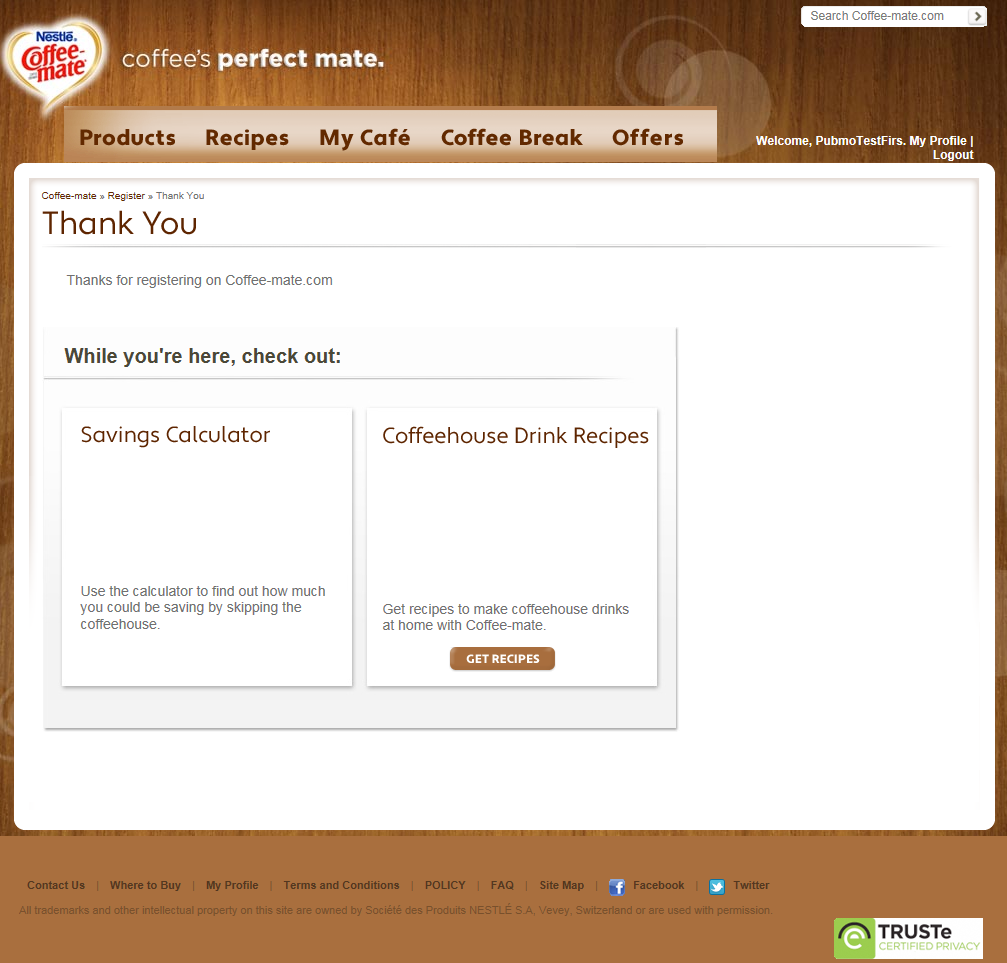 Search Coffee-mate.com
Nestlé®
Coffee-
mate
coffee's perfect mate.
Products Recipes My Café Coffee Break Offers
Welcome, PubmoTestFirs. My Profile |
Logout
Coffee-mate » Register » Thank You
Thank You
Thanks for registering on Coffee-mate.com
While you're here, check out:
Savings Calculator
Use the calculator to find out how much
you could be saving by skipping the
coffeehouse.
Coffeehouse Drink Recipes
Get recipes to make coffeehouse drinks
at home with Coffee-mate.
GET RECIPES
Contact Us | Where to Buy | My Profile | Terms and Conditions | POLICY | FAQ | Site Map | Facebook | Twitter
All trademarks and other intellectual property on this site are owned by Société des Produits NESTLÉ S.A, Vevey, Switzerland or are used with permission.
TRUSTe
CERTIFIED PRIVACY